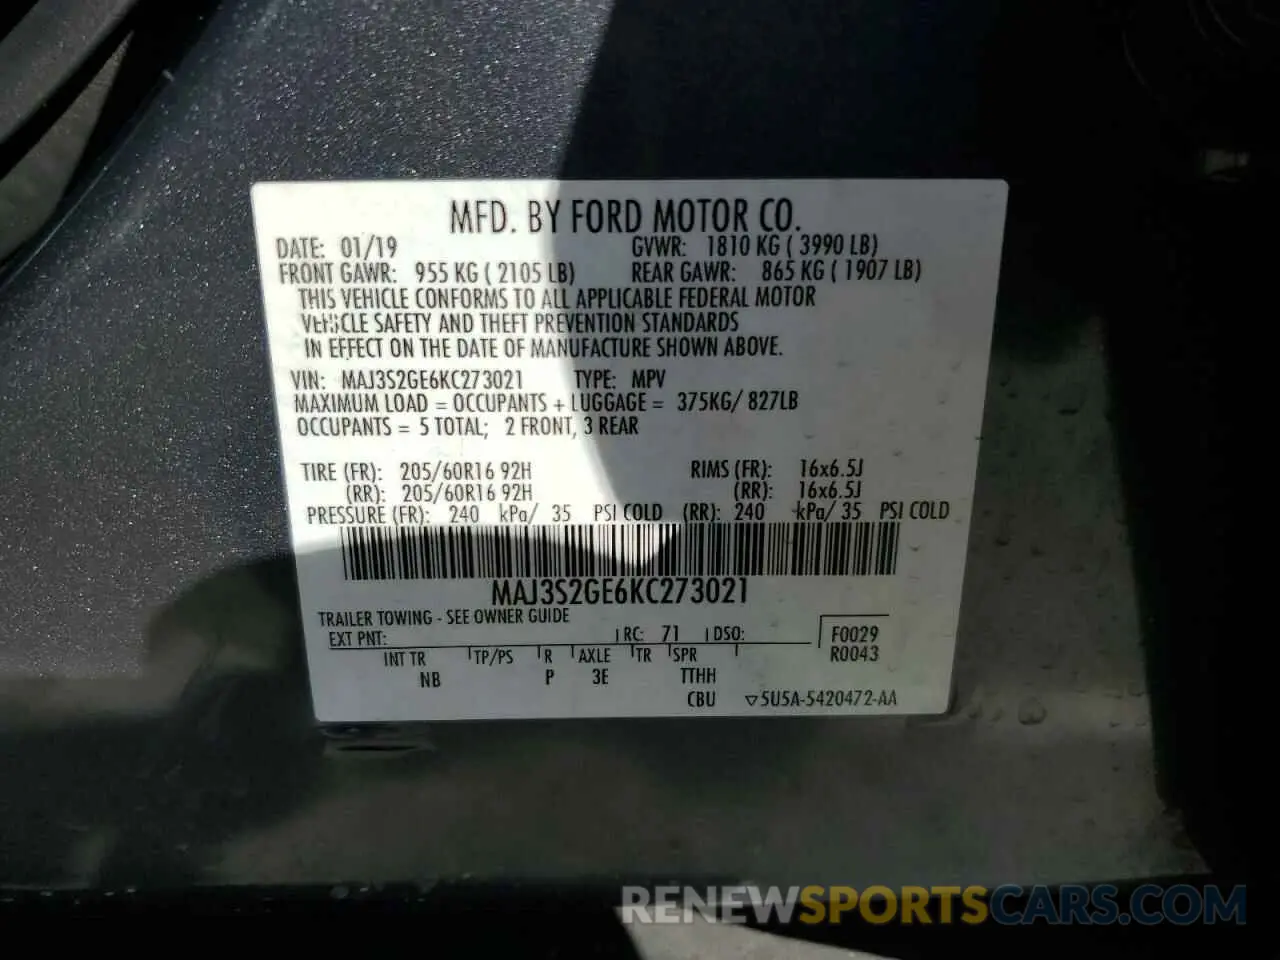 MFD. BY FORD MOTOR CO.
DATE: 01/19 GVWR: 1810 KG ( 3990 LB)
FRONT GAWR: 955 KG ( 2105 LB) REAR GAWR: 865 KG ( 1907 LB)
THIS VEHICLE CONFORMS TO ALL APPLICABLE FEDERAL MOTOR
VEHICLE SAFETY AND THEFT PREVENTION STANDARDS
IN EFFECT ON THE DATE OF MANUFACTURE SHOWN ABOVE.
VIN: MAJ3S2GE6KC273021 TYPE: MPV
MAXIMUM LOAD = OCCUPANTS + LUGGAGE = 375KG/ 827LB
OCCUPANTS = 5 TOTAL; 2 FRONT, 3 REAR
TIRE (FR): 205/60R16 92H RIMS (FR): 16x6.5J
(RR): 205/60R16 92H (RR): 16x6.5J
PRESSURE (FR): 240 kPa/ 35 PSI COLD (RR): 240 kPa/ 35 PSI COLD
MAJ3S2GE6KC273021
TRAILER TOWING - SEE OWNER GUIDE
EXT PNT: RC: 71 DSO: F0029
R0043
INT TR TP/PS R AXLE TR SPR
NB P 3E TTHH
CBU ▽5U5A-5420472-AA
RENEWSPORTSCARS.COM